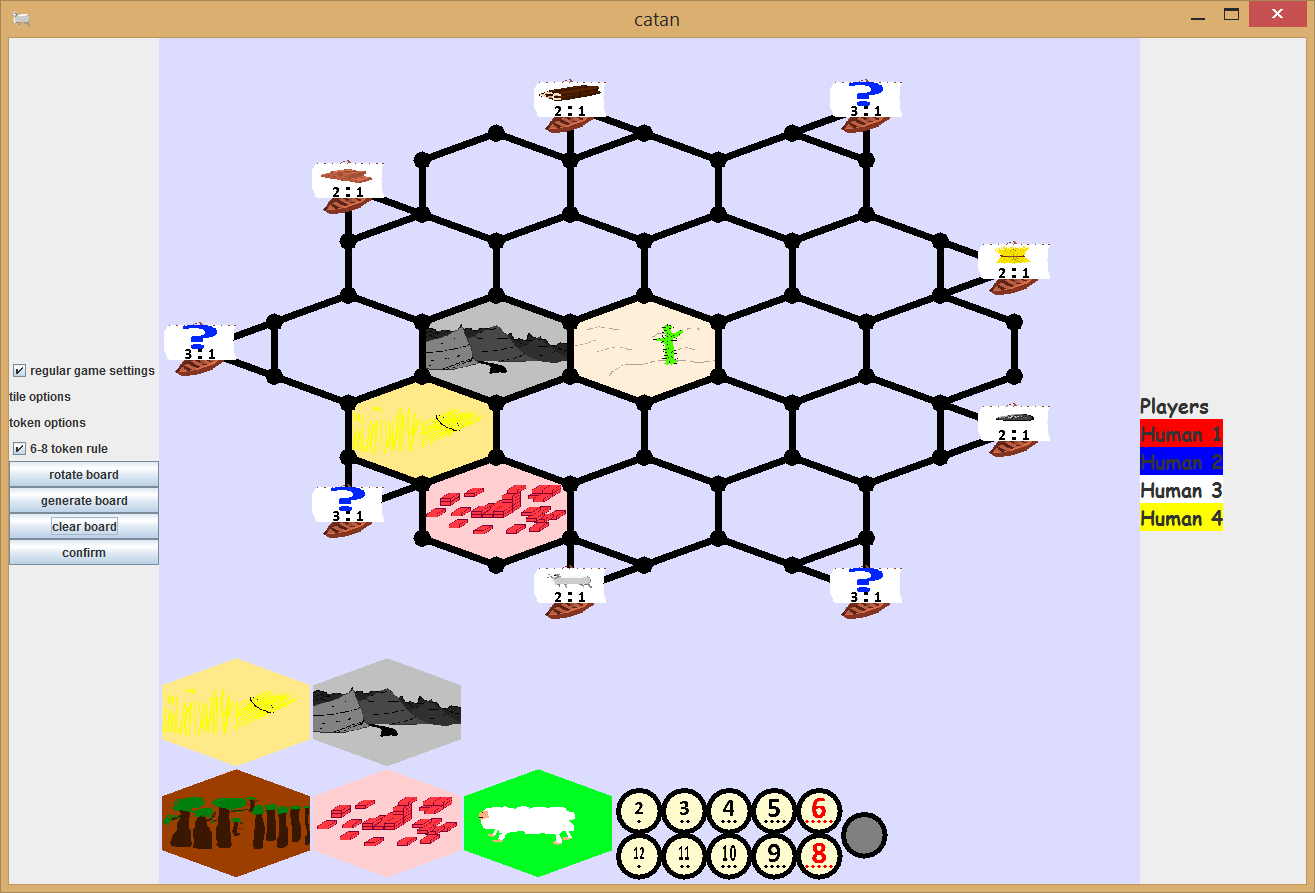 catan
2 : 1
3 : 1
2 : 1
2 : 1
3 : 1
regular game settings
tile options
token options
6-8 token rule
rotate board
generate board
clear board
confirm
2 : 1
Players
Human 1
Human 2
Human 3
Human 4
? 3 : 1
2 : 1
? 3 : 1
2 3 4 5 6
12 11 10 9 8